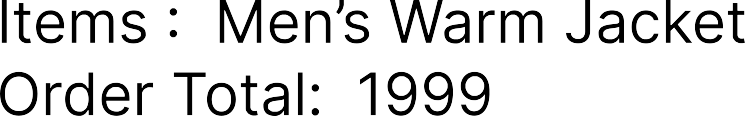 Items :  Men’s Warm Jacket
Order Total:  1999